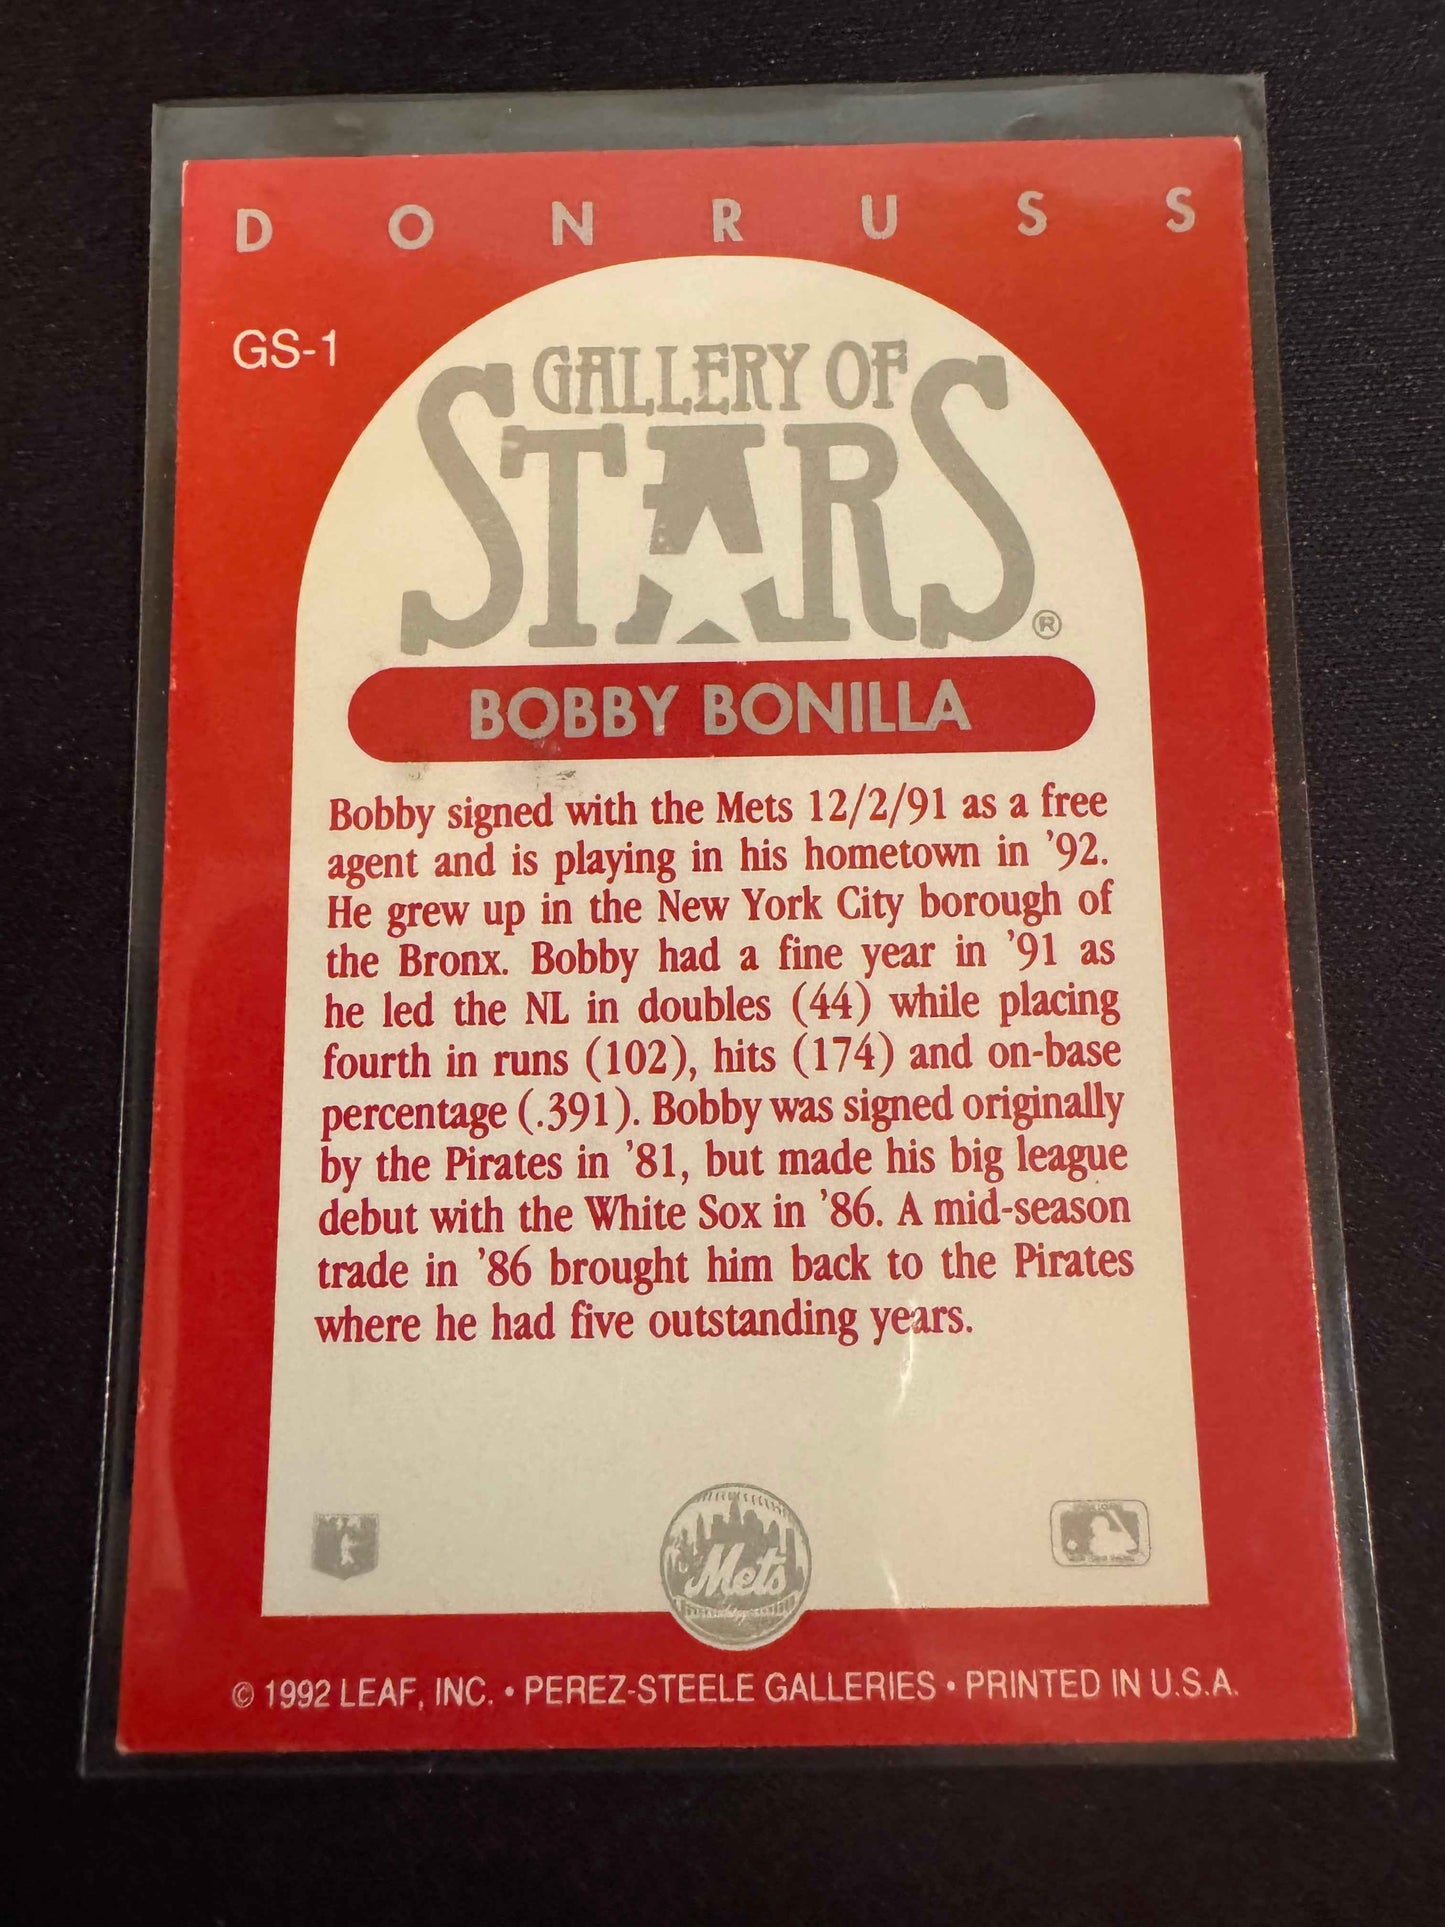 DONRUSS
GS-1
GALLERY OF
STARS®
BOBBY BONILLA
Bobby signed with the Mets 12/2/91 as a free
agent and is playing in his hometown in '92.
He grew up in the New York City borough of
the Bronx. Bobby had a fine year in '91 as
he led the NL in doubles (44) while placing
fourth in runs (102), hits (174) and on-base
percentage (.391). Bobby was signed originally
by the Pirates in '81, but made his big league
debut with the White Sox in '86. A mid-season
trade in '86 brought him back to the Pirates
where he had five outstanding years.
Mets
© 1992 LEAF, INC. • PEREZ-STEELE GALLERIES • PRINTED IN U.S.A.